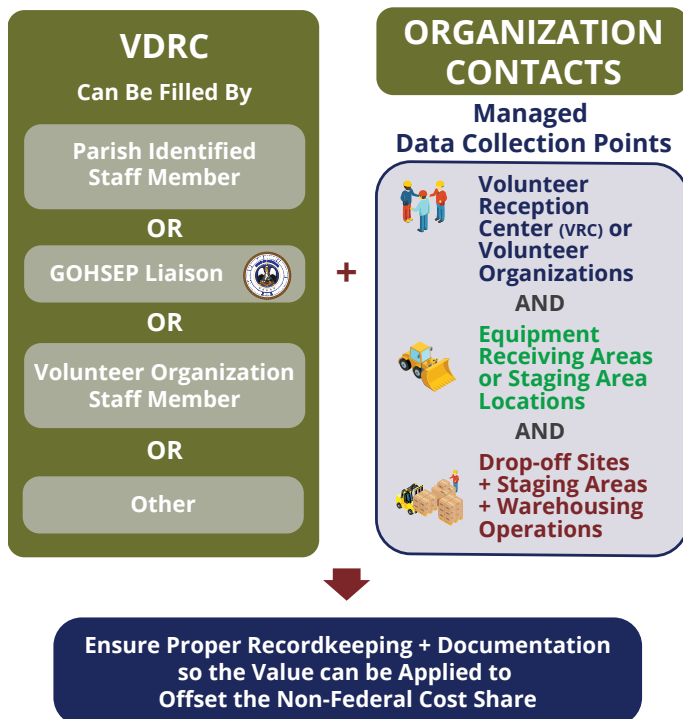 VDRC
Can Be Filled By
Parish Identified
Staff Member
OR
GOHSEP Liaison
OR
Volunteer Organization
Staff Member
OR
Other
+
ORGANIZATION
CONTACTS
Managed
Data Collection Points
Volunteer
Reception
Center (VRC) or
Volunteer
Organizations
AND
Equipment
Receiving Areas
or Staging Area
Locations
AND
Drop-off Sites
+ Staging Areas
+ Warehousing
Operations
Ensure Proper Recordkeeping + Documentation
so the Value can be Applied to
Offset the Non-Federal Cost Share